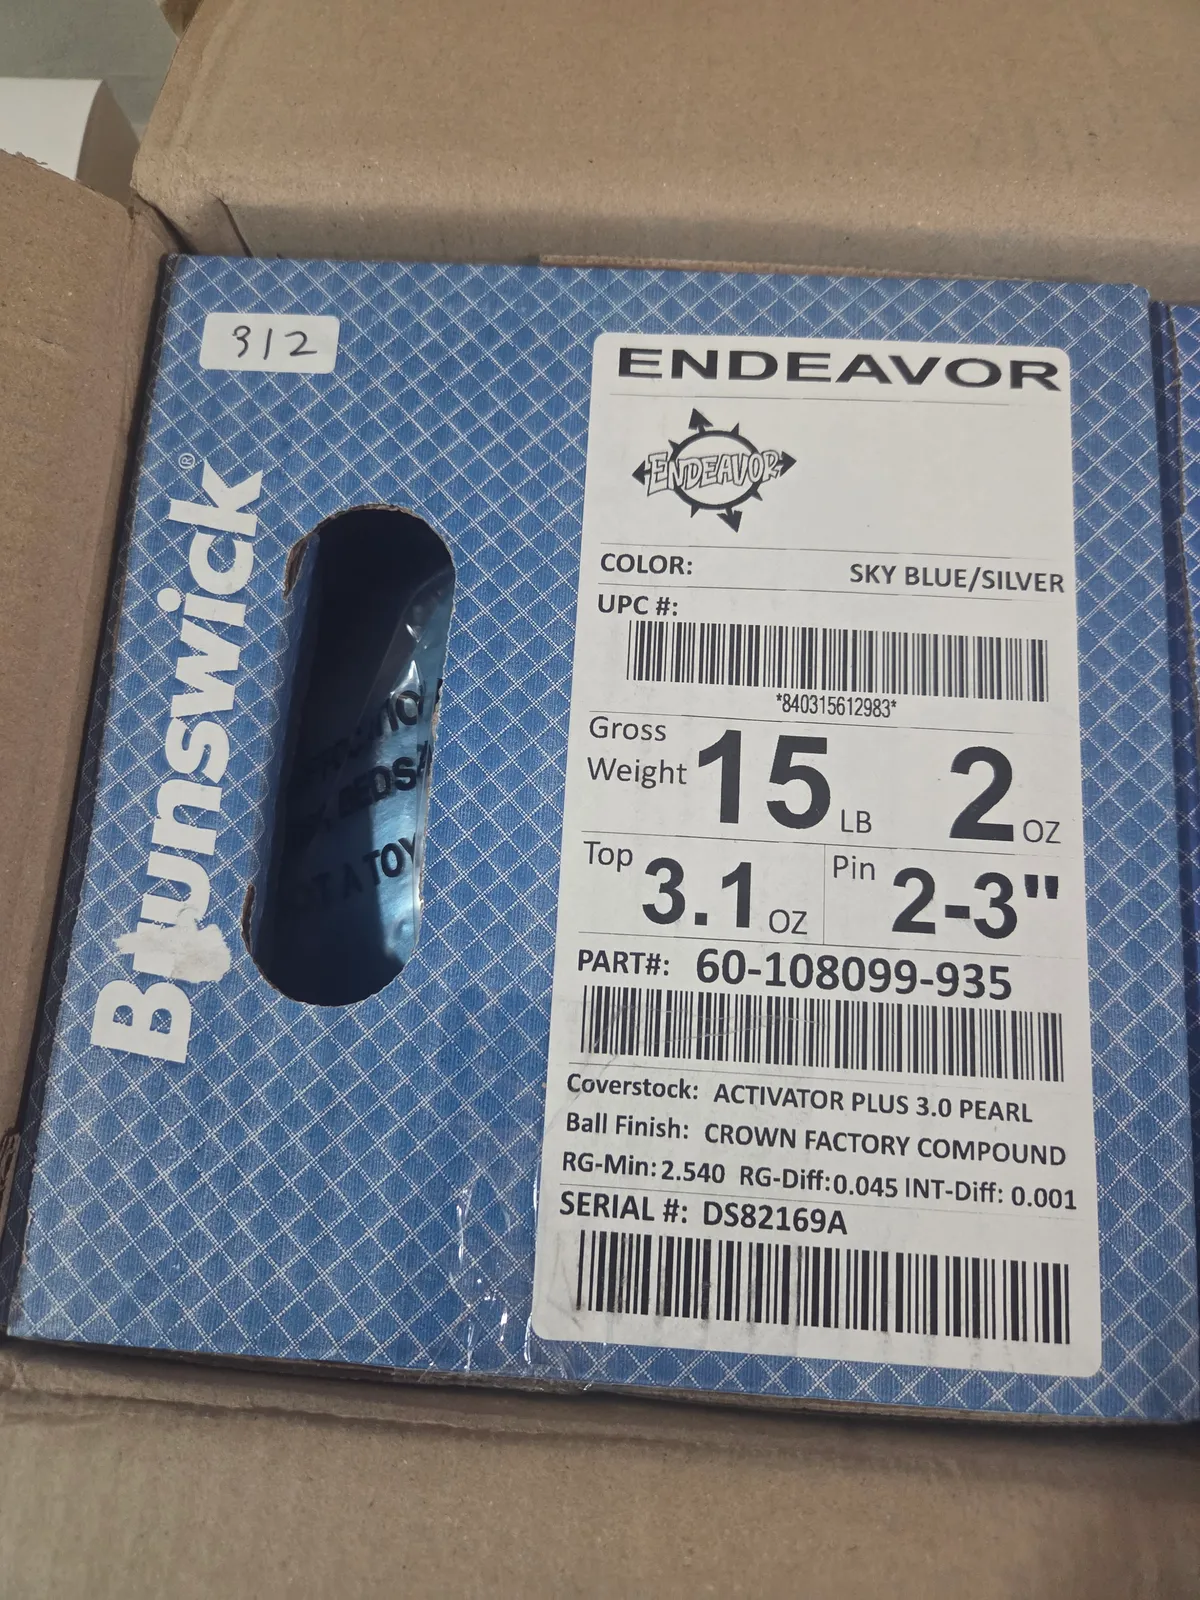 312
Brunswick®
ENDEAVOR
ENDEAVOR
COLOR: SKY BLUE/SILVER
UPC #:
*840315612983*
Gross Weight 15 LB 2 OZ
Top 3.1 OZ Pin 2-3"
PART#: 60-108099-935
Coverstock: ACTIVATOR PLUS 3.0 PEARL
Ball Finish: CROWN FACTORY COMPOUND
RG-Min: 2.540 RG-Diff: 0.045 INT-Diff: 0.001
SERIAL #: DS82169A
BEDS
A TOY